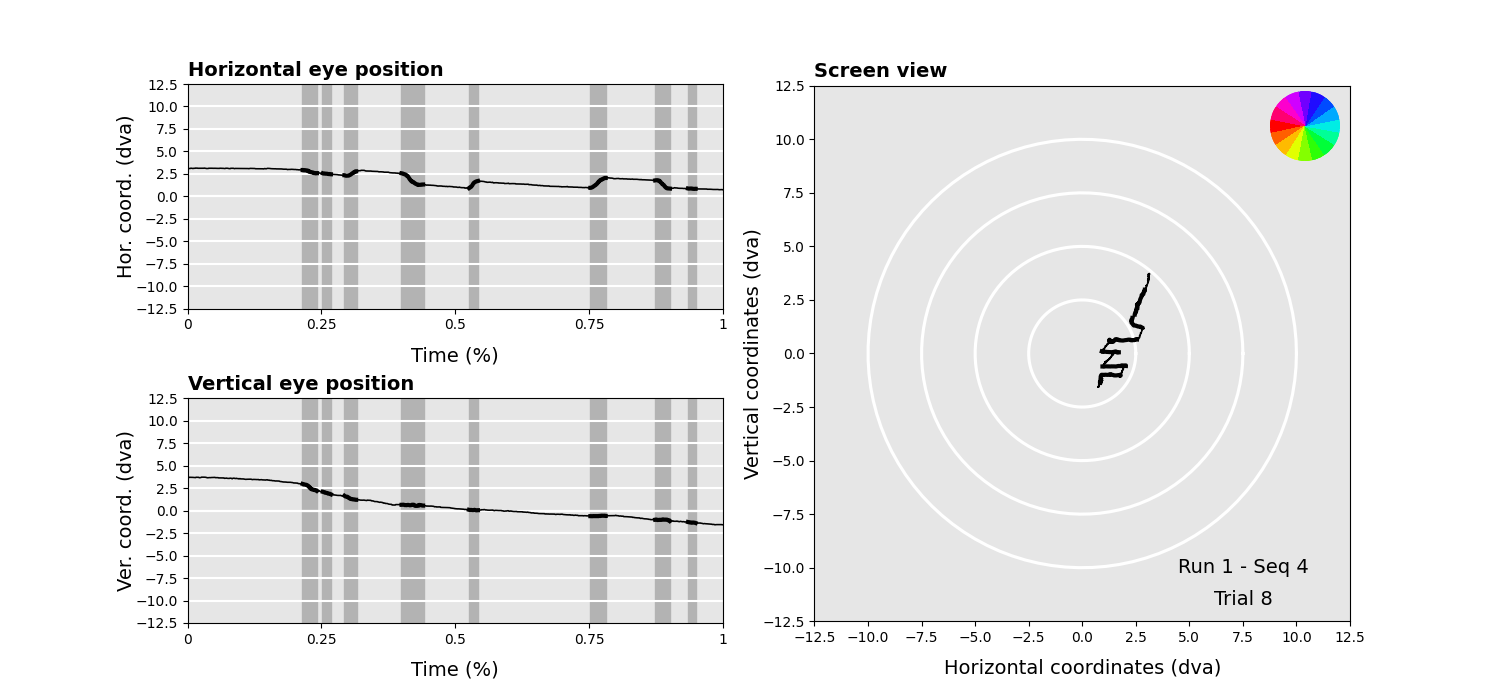 Horizontal eye position
12.5
10.0
7.5
5.0
2.5
0.0
−2.5
−5.0
−7.5
−10.0
−12.5
Hor. coord. (dva)
0 0.25 0.5 0.75 1
Time (%)
Vertical eye position
12.5
10.0
7.5
5.0
2.5
0.0
−2.5
−5.0
−7.5
−10.0
−12.5
Ver. coord. (dva)
0 0.25 0.5 0.75 1
Time (%)
Screen view
12.5
10.0
7.5
5.0
2.5
0.0
−2.5
−5.0
−7.5
−10.0
−12.5
Vertical coordinates (dva)
Run 1 - Seq 4
Trial 8
−12.5 −10.0 −7.5 −5.0 −2.5 0.0 2.5 5.0 7.5 10.0 12.5
Horizontal coordinates (dva)